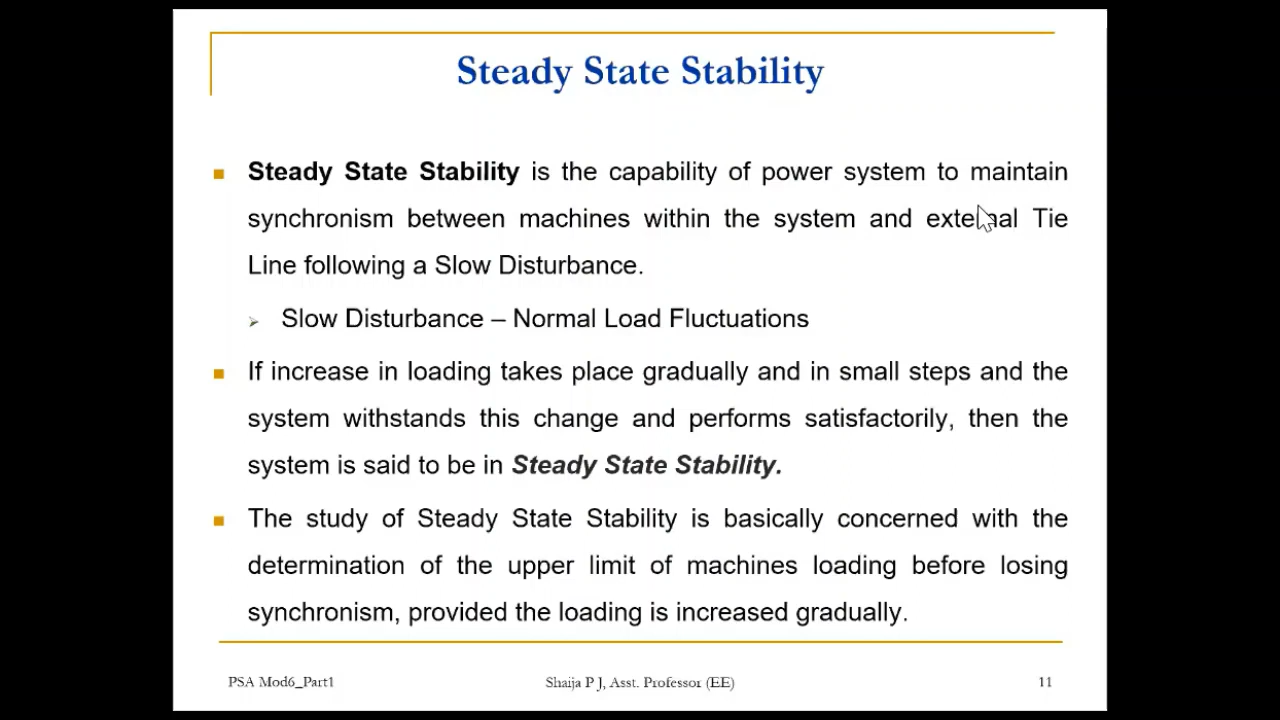 Steady State Stability
Steady State Stability is the capability of power system to maintain
synchronism between machines within the system and external Tie
Line following a Slow Disturbance.
Slow Disturbance – Normal Load Fluctuations
If increase in loading takes place gradually and in small steps and the
system withstands this change and performs satisfactorily, then the
system is said to be in Steady State Stability.
The study of Steady State Stability is basically concerned with the
determination of the upper limit of machines loading before losing
synchronism, provided the loading is increased gradually.
PSA Mod6_Part1
Shaija P J, Asst. Professor (EE)
11